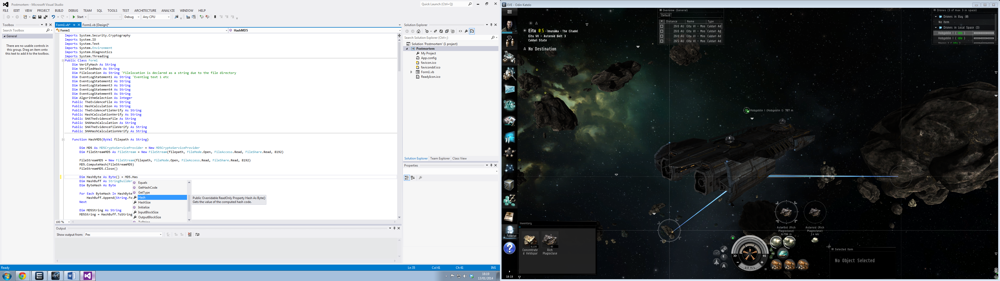 Postmortem - Microsoft Visual Studio
Quick Launch (Ctrl+Q)
FILE EDIT VIEW PROJECT BUILD DEBUG TEAM SQL TOOLS TEST ARCHITECTURE ANALYZE WINDOW HELP
Start Debug Any CPU
Toolbox
Search Toolbox
General
There are no usable controls in
this group. Drag an item onto
this text to add it to the toolbox.
Form1.vb* Form1.vb [Design]*
Form1 HashMD5
Imports System.Security.Cryptography
Imports System.IO
Imports System.Text
Imports System.Environment
Imports System.Diagnostics
Imports System.Threading
Public Class Form1
Dim VerifyHash As String
Dim VerifiedHash As String
Dim Filelocation As String 'Filelocation is declared as a string due to the file directory
Dim EventLogStatement1 As String 'Eventlog text 1 etc
Dim EventLogStatement2 As String
Dim EventLogStatement3 As String
Dim EventLogStatement4 As String
Dim EventLogStatement5 As String
Dim AlgorithmSelection As Integer
Public TheEvidenceFile As String
Public HashCalculation As String
Public TheEvidenceFileVerify As String
Public HashCalculationVerify As String
Public SHATheEvidenceFile As String
Public SHAHashCalculation As String
Public SHATheEvidenceFileVerify As String
Public SHAHashCalculationVerify As String
Function HashMD5(ByVal filepath As String)
Dim MD5 As MD5CryptoServiceProvider = New MD5CryptoServiceProvider
Dim FileStreamMD5 As FileStream = New FileStream(filepath, FileMode.Open, FileAccess.Read, FileShare.Read, 8192)
FileStreamMD5 = New FileStream(filepath, FileMode.Open, FileAccess.Read, FileShare.Read, 8192)
MD5.ComputeHash(FileStreamMD5)
FileStreamMD5.Close()
Dim HashByte As Byte() = MD5.Has
Dim HashBuff As StringBuilder
Dim ByteHash As Byte
For Each ByteHash In HashByte
HashBuff.Append(String.Fo
Next
Dim MD5String As String
MD5String = HashBuff.ToString
Equals
GetHashCode
GetType
Hash
HashSize
Initialize
InputBlockSize
OutputBlockSize
ToString
Public Overridable ReadOnly Property Hash As Byte()
Gets the value of the computed hash code.
100 %
Output
Show output from: Pex
Solution Explorer
Search Solution Explorer (Ctrl+;)
Solution 'Postmortem' (1 project)
Postmortem
My Project
App.config
favicon.ico
favicondsf.ico
Form1.vb
ReadyIcon.ico
Solution Explorer Team Explorer Class View
Properties
Ready Ln 35 Col 41 Ch 41 INS
18:19
13/01/2014
EVE - Odin Katelo
Eitu 0.5 · Imurukka · The Citadel
Eitu VII - Asteroid Belt 3
Caldari State
No Destination
Overview (General)
Default
Distance Name Type
29.6 AU Eitu VI - Moo Caldari Ad
29.6 AU Eitu VI - Moo Caldari Ad
29.6 AU Eitu VI - Moo Caldari Ad
29.5 AU Eitu VI - Moo Caldari Ad
Drones (3 of max 3 in space)
Drones in Bay (0)
No Item
Drones in Local Space (3)
Hobgoblin I ( Idle )
Hobgoblin I ( Idle )
Hobgoblin I (Hobgoblin I) 707 m
Asteroid (Rich
Plagioclase)
8,798 m
Asteroid (Rich
Plagioclase)
14 km
Inventory
6,120
83
Concentrate
d Veldspar
Rich
Plagioclase
Tutorial
0.0 m/s
Selected Item
No Object Selected
18:19